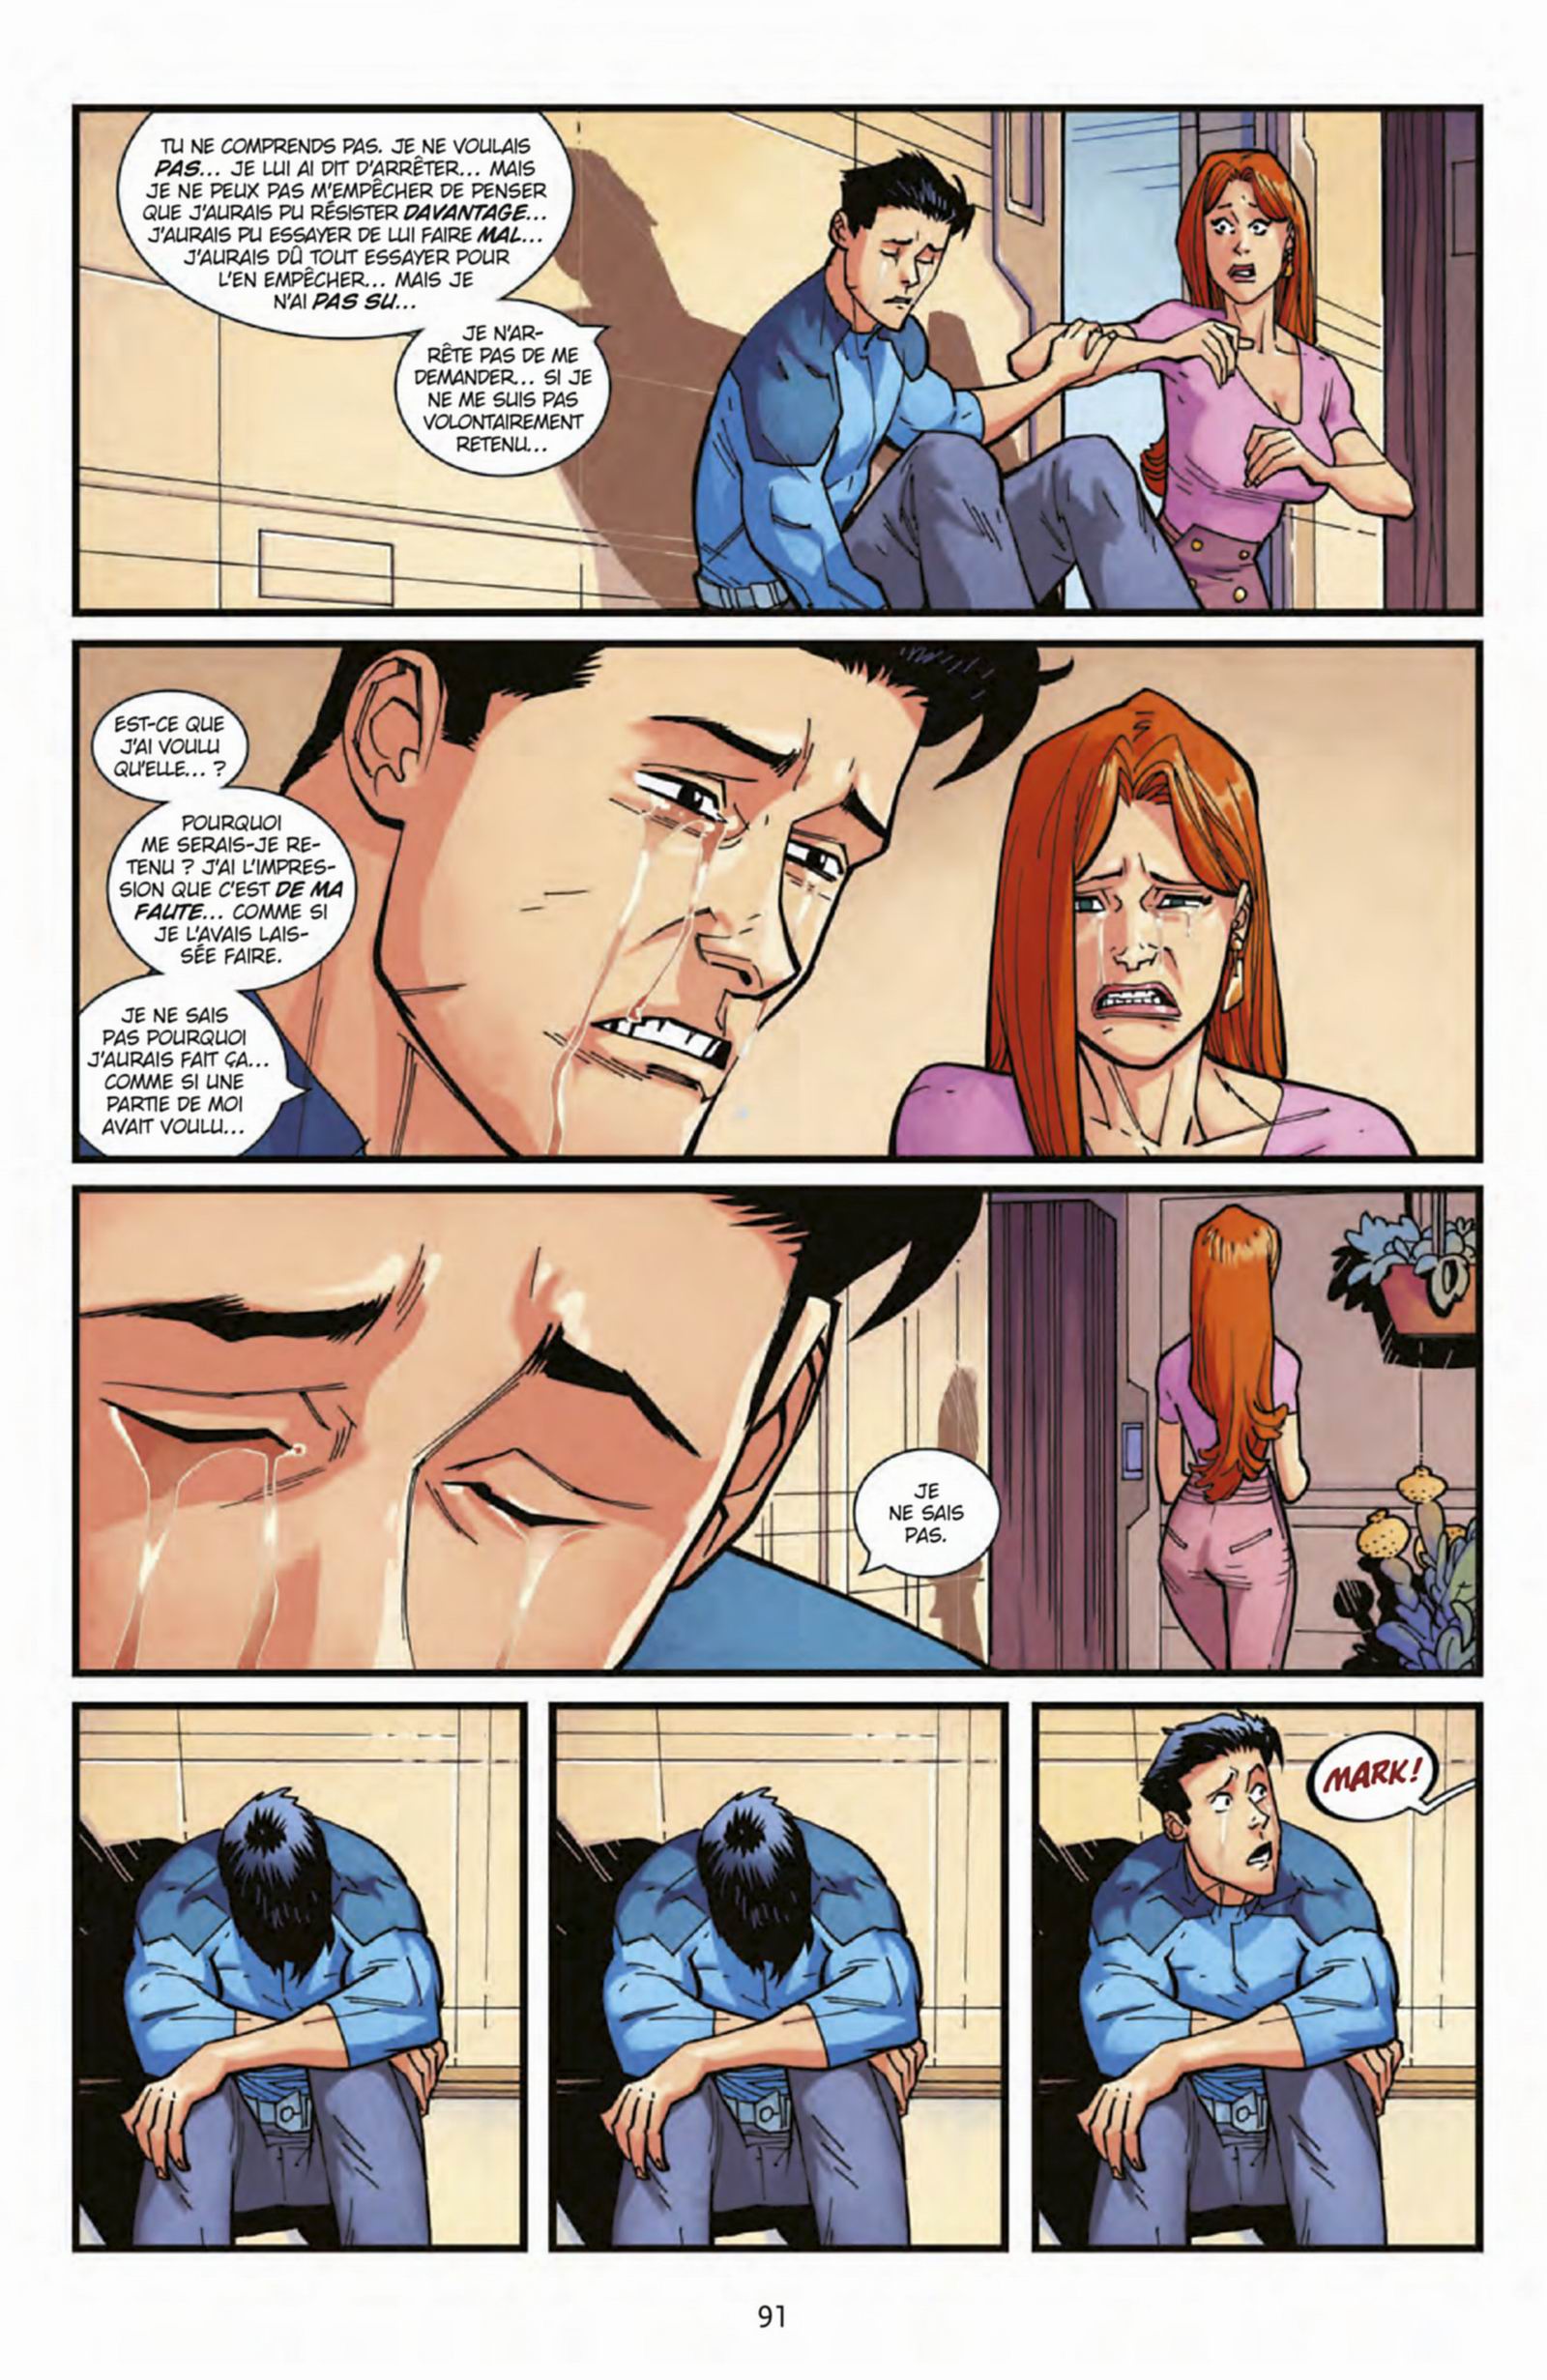 TU NE COMPRENDS PAS. JE NE VOULAIS
PAS... JE LUI AI DIT D'ARRÊTER... MAIS
JE NE PEUX PAS M'EMPÊCHER DE PENSER
QUE J'AURAIS PU RÉSISTER DAVANTAGE...
J'AURAIS PU ESSAYER DE LUI FAIRE MAL...
J'AURAIS DÛ TOUT ESSAYER POUR
L'EN EMPÊCHER... MAIS JE
N'AI PAS SU...
JE N'AR-
RÊTE PAS DE ME
DEMANDER... SI JE
NE ME SUIS PAS
VOLONTAIREMENT
RETENU...
EST-CE QUE
J'AI VOULU
QU'ELLE... ?
POURQUOI
ME SERAIS-JE RE-
TENU ? J'AI L'IMPRES-
SION QUE C'EST DE MA
FAUTE... COMME SI
JE L'AVAIS LAIS-
SÉE FAIRE.
JE NE SAIS
PAS POURQUOI
J'AURAIS FAIT ÇA...
COMME SI UNE
PARTIE DE MOI
AVAIT VOULU...
JE
NE SAIS
PAS.
MARK!
91